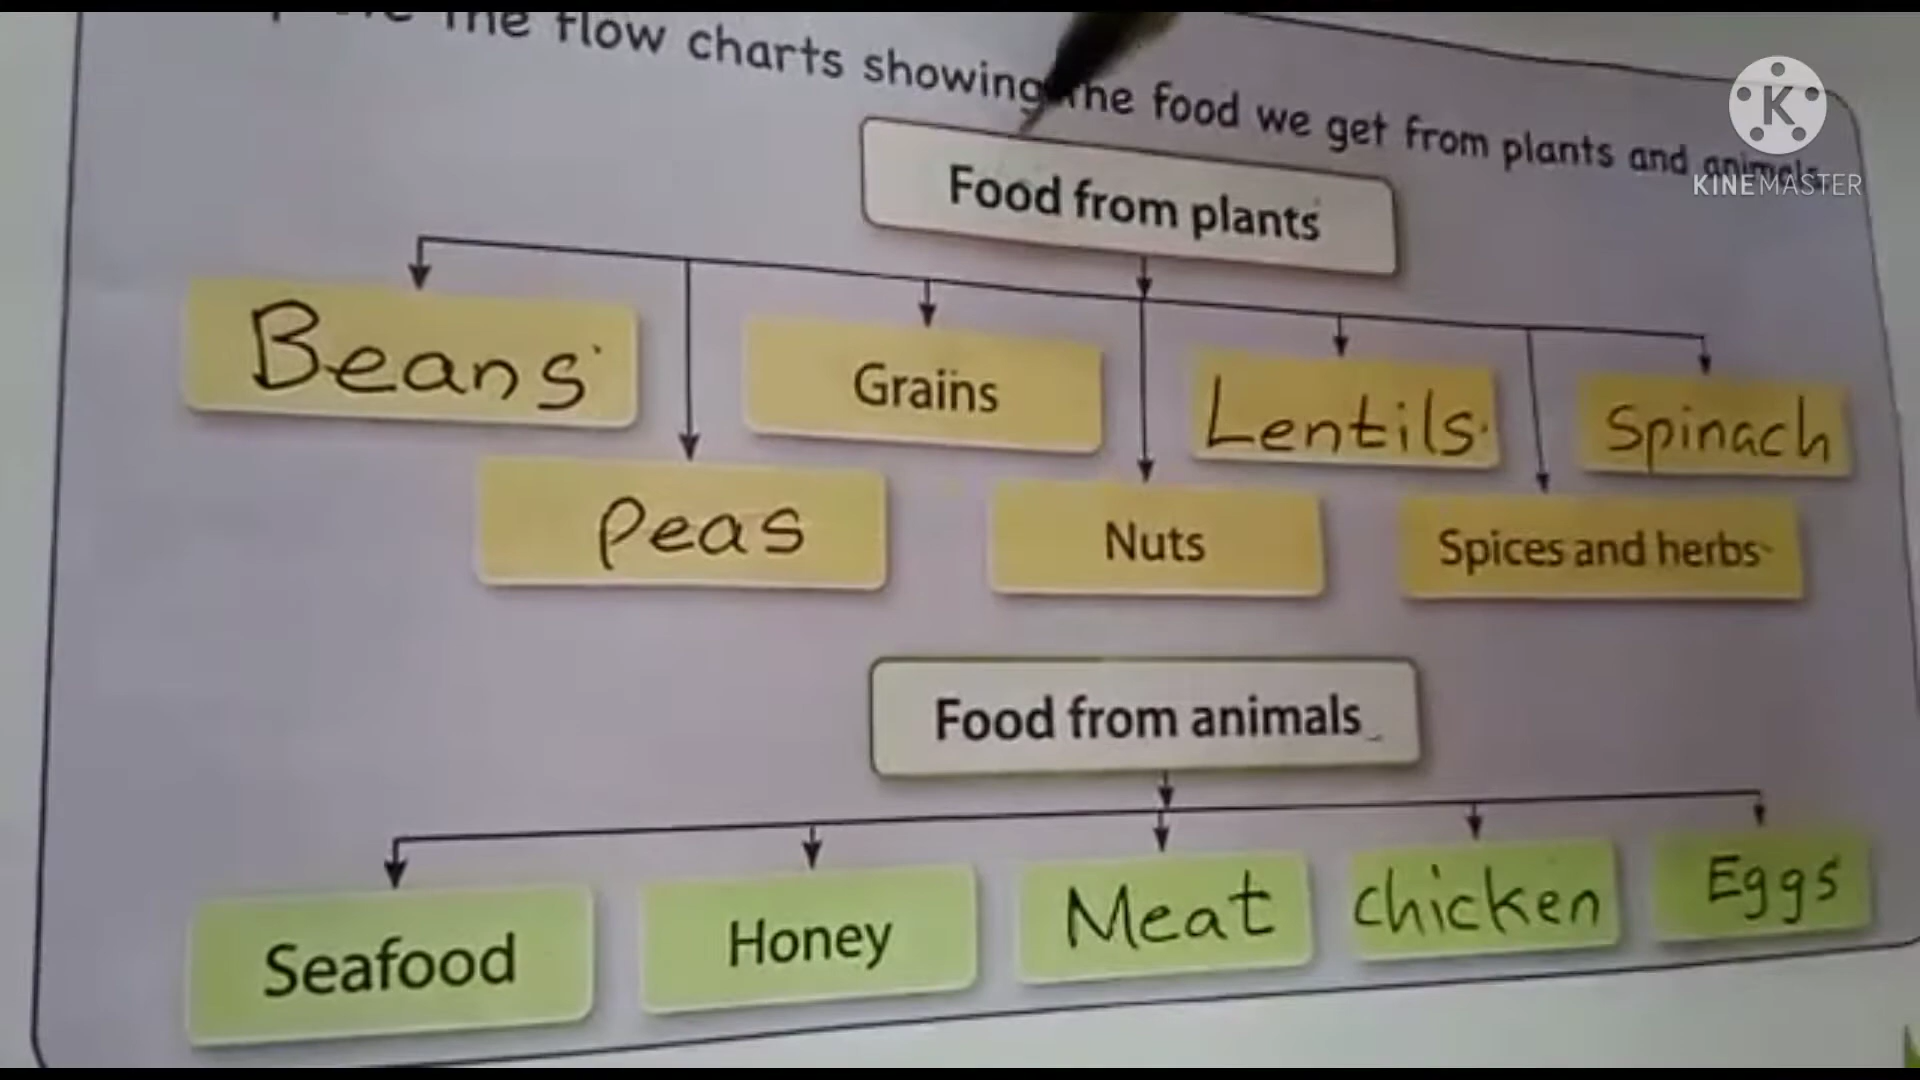 the flow charts showing the food we get from plants and animals
KINEMASTER
Food from plants
Beans
Grains
Lentils
Spinach
Peas
Nuts
Spices and herbs
Food from animals
Seafood
Honey
Meat
chicken
Eggs